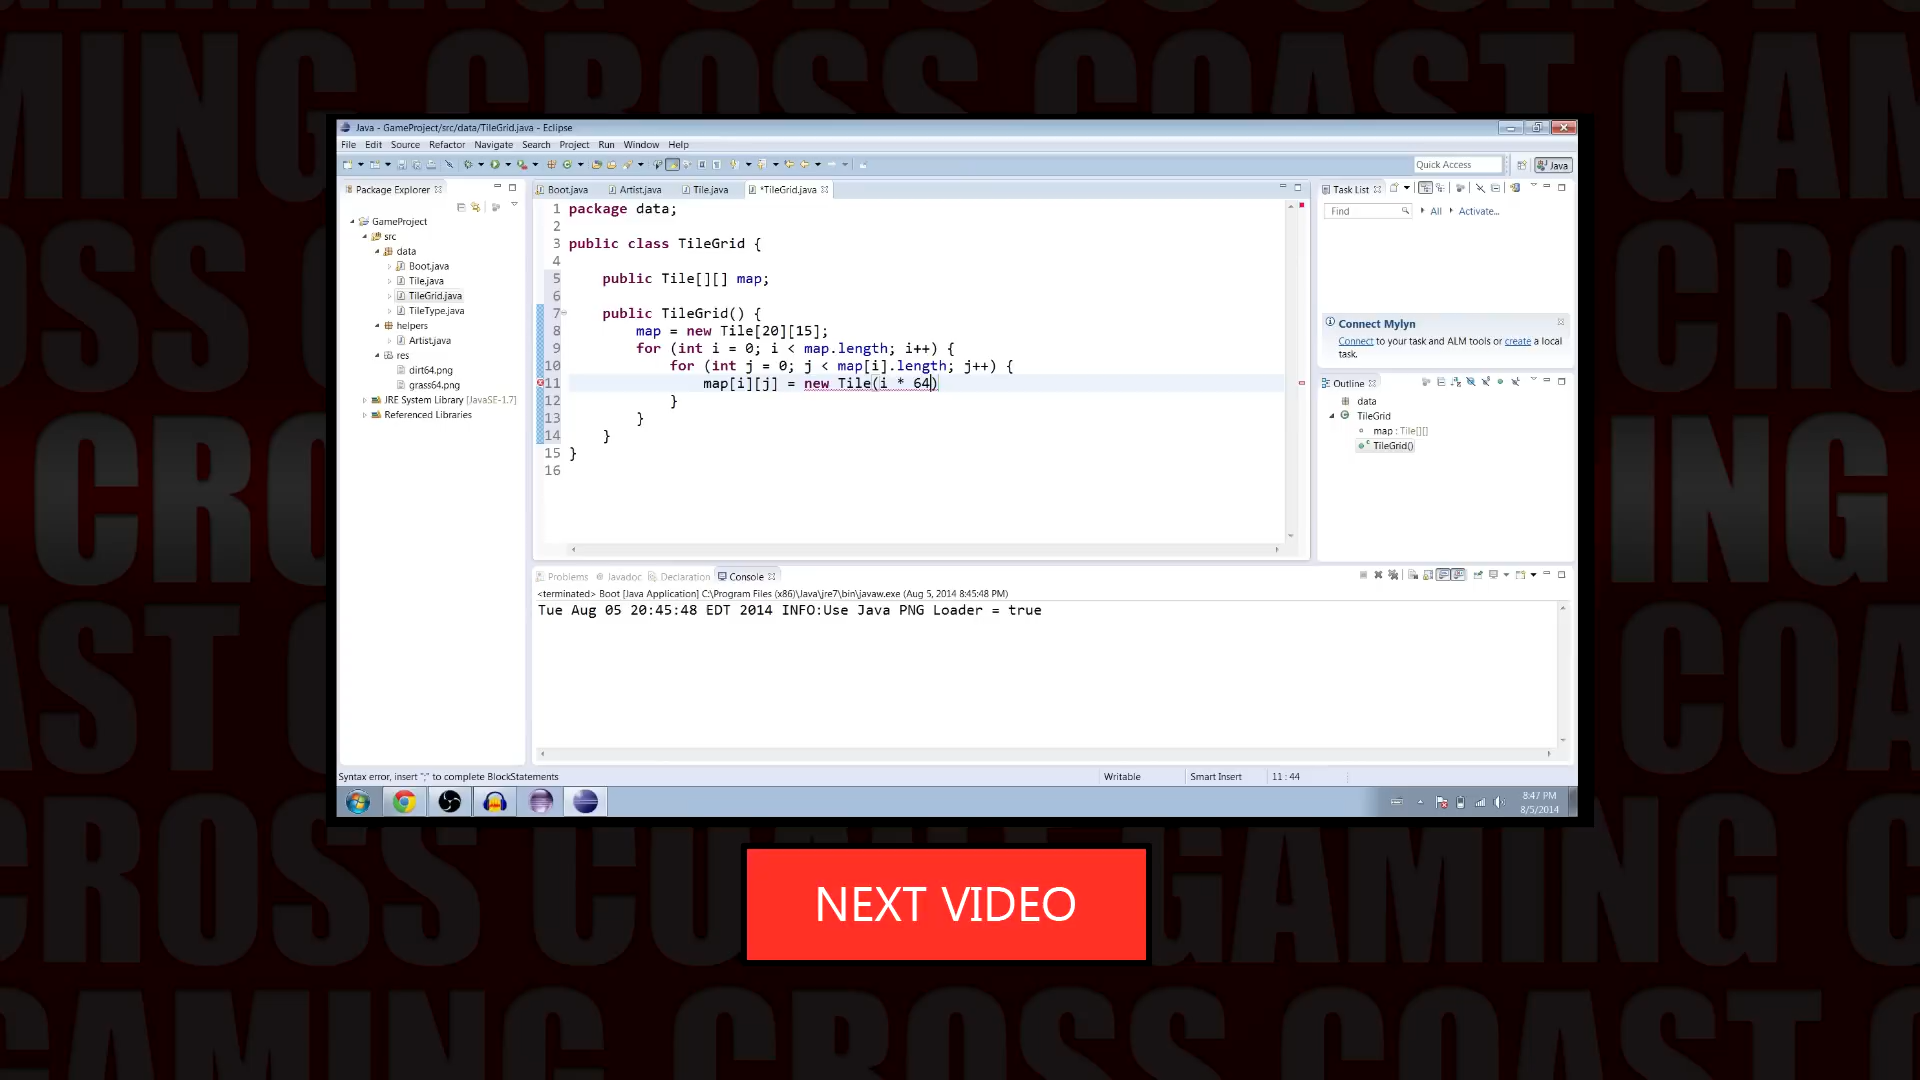 Java - GameProject/src/data/TileGrid.java - Eclipse
File Edit Source Refactor Navigate Search Project Run Window Help
Quick Access
Java
Package Explorer
GameProject
src
data
Boot.java
Tile.java
TileGrid.java
TileType.java
helpers
Artist.java
res
dirt64.png
grass64.png
JRE System Library [JavaSE-1.7]
Referenced Libraries
Boot.java Artist.java Tile.java *TileGrid.java
1 package data;
2
3 public class TileGrid {
4
5 public Tile[][] map;
6
7 public TileGrid() {
8 map = new Tile[20][15];
9 for (int i = 0; i < map.length; i++) {
10 for (int j = 0; j < map[i].length; j++) {
11 map[i][j] = new Tile(i * 64)
12 }
13 }
14 }
15 }
16
Task List
Find All Activate...
Connect Mylyn
Connect to your task and ALM tools or create a local
task.
Outline
data
TileGrid
map : Tile[][]
TileGrid()
Problems Javadoc Declaration Console
<terminated> Boot [Java Application] C:\Program Files (x86)\Java\jre7\bin\javaw.exe (Aug 5, 2014 8:45:48 PM)
Tue Aug 05 20:45:48 EDT 2014 INFO:Use Java PNG Loader = true
Syntax error, insert ";" to complete BlockStatements Writable Smart Insert 11 : 44
8:47 PM
8/5/2014
NEXT VIDEO
GAMING CROSS COAST GAMING